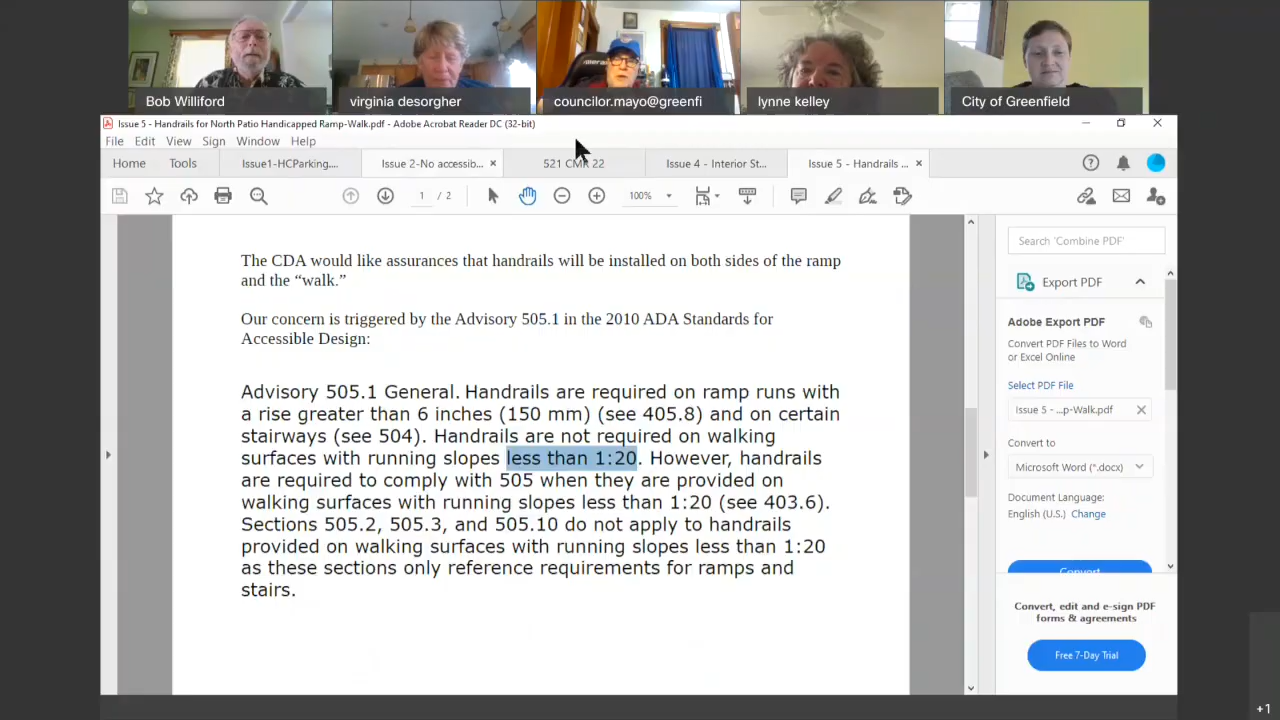 Bob Williford
virginia desorgher
councilor.mayo@greenfi
lynne kelley
City of Greenfield
Issue 5 - Handrails for North Patio Handicapped Ramp-Walk.pdf - Adobe Acrobat Reader DC (32-bit)
File Edit View Sign Window Help
Home Tools Issue1-HCParking.... Issue 2-No accessib... 521 CMR 22 Issue 4 - Interior St... Issue 5 - Handrails ...
1 / 2 100%
The CDA would like assurances that handrails will be installed on both sides of the ramp
and the “walk.”
Our concern is triggered by the Advisory 505.1 in the 2010 ADA Standards for
Accessible Design:
Advisory 505.1 General. Handrails are required on ramp runs with
a rise greater than 6 inches (150 mm) (see 405.8) and on certain
stairways (see 504). Handrails are not required on walking
surfaces with running slopes less than 1:20. However, handrails
are required to comply with 505 when they are provided on
walking surfaces with running slopes less than 1:20 (see 403.6).
Sections 505.2, 505.3, and 505.10 do not apply to handrails
provided on walking surfaces with running slopes less than 1:20
as these sections only reference requirements for ramps and
stairs.
Search 'Combine PDF'
Export PDF
Adobe Export PDF
Convert PDF Files to Word
or Excel Online
Select PDF File
Issue 5 - ...p-Walk.pdf
Convert to
Microsoft Word (*.docx)
Document Language:
English (U.S.) Change
Convert
Convert, edit and e-sign PDF
forms & agreements
Free 7-Day Trial
+1